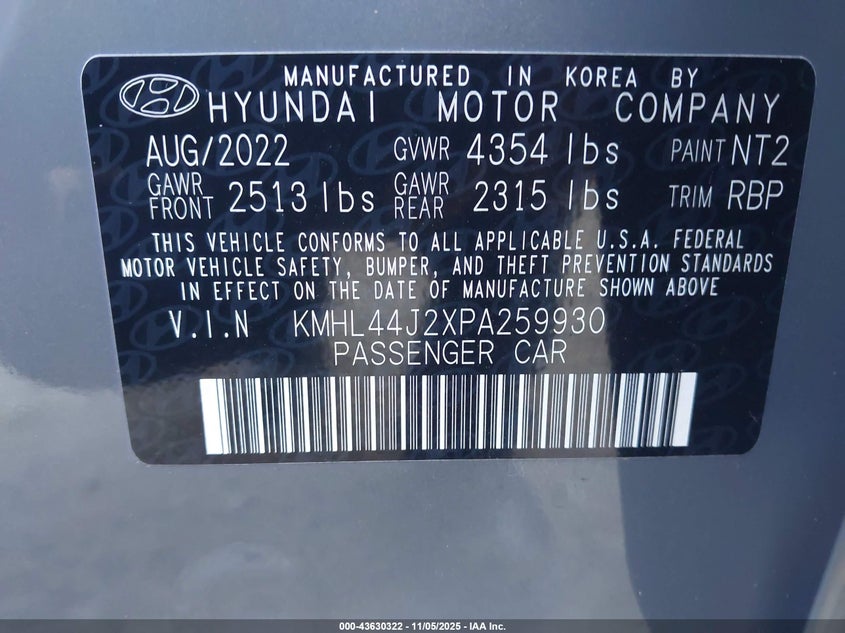 MANUFACTURED IN KOREA BY
HYUNDAI MOTOR COMPANY
AUG/2022 GVWR 4354 lbs PAINT NT2
GAWR FRONT 2513 lbs GAWR REAR 2315 lbs TRIM RBP
THIS VEHICLE CONFORMS TO ALL APPLICABLE U.S.A. FEDERAL
MOTOR VEHICLE SAFETY, BUMPER, AND THEFT PREVENTION STANDARDS
IN EFFECT ON THE DATE OF MANUFACTURE SHOWN ABOVE
V.I.N KMHL44J2XPA259930
PASSENGER CAR
000-43630322 - 11/05/2025 - IAA Inc.